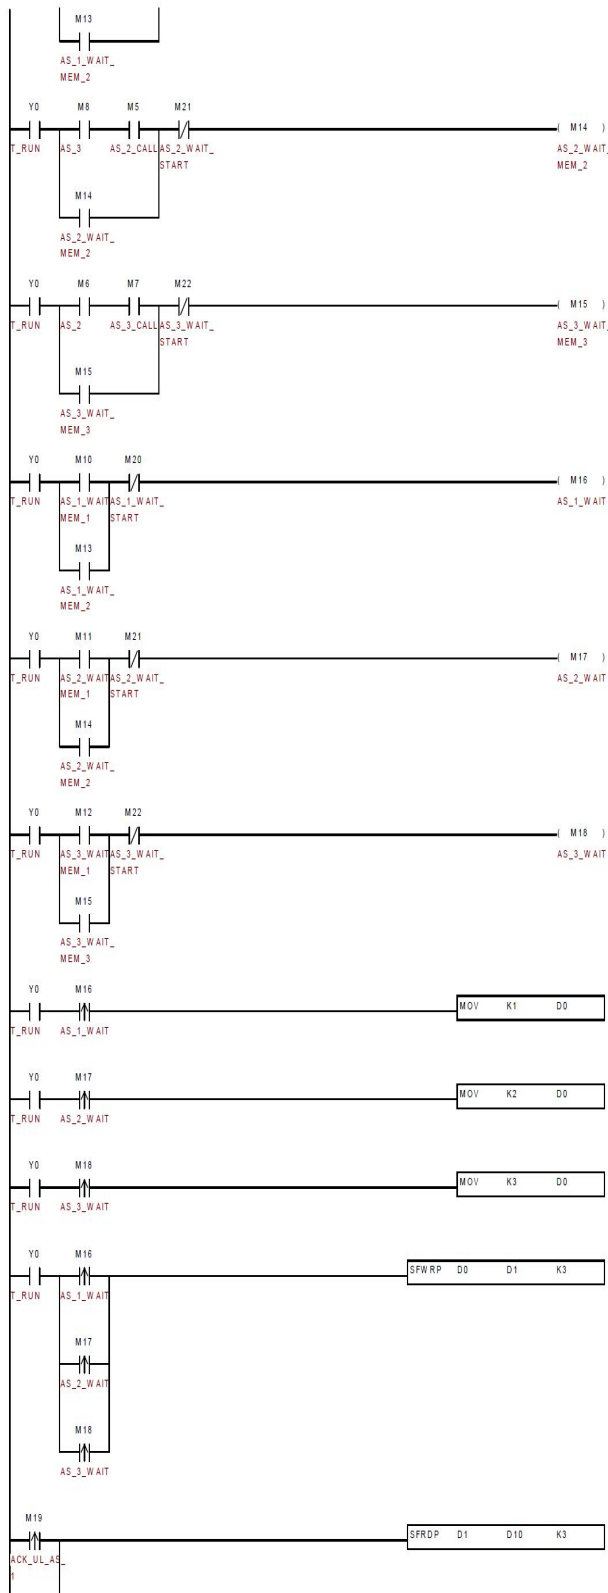 M13
AS_1_WAIT_
MEM_2
Y0 M8 M5 M21
( M14 )
T_RUN AS_3 AS_2_CALL AS_2_WAIT_ AS_2_WAIT_
START MEM_2
M14
AS_2_WAIT_
MEM_2
Y0 M6 M7 M22
( M15 )
T_RUN AS_2 AS_3_CALL AS_3_WAIT_ AS_3_WAIT_
START MEM_3
M15
AS_3_WAIT_
MEM_3
Y0 M10 M20
( M16 )
T_RUN AS_1_WAIT AS_1_WAIT_ AS_1_WAIT
MEM_1 START
M13
AS_1_WAIT_
MEM_2
Y0 M11 M21
( M17 )
T_RUN AS_2_WAIT AS_2_WAIT_ AS_2_WAIT
MEM_1 START
M14
AS_2_WAIT_
MEM_2
Y0 M12 M22
( M18 )
T_RUN AS_3_WAIT AS_3_WAIT_ AS_3_WAIT
MEM_1 START
M15
AS_3_WAIT_
MEM_3
Y0 M16
MOV K1 D0
T_RUN AS_1_WAIT
Y0 M17
MOV K2 D0
T_RUN AS_2_WAIT
Y0 M18
MOV K3 D0
T_RUN AS_3_WAIT
Y0 M16
SFWRP D0 D1 K3
T_RUN AS_1_WAIT
M17
AS_2_WAIT
M18
AS_3_WAIT
M19
SFRDP D1 D10 K3
ACK_UL_AS_
1